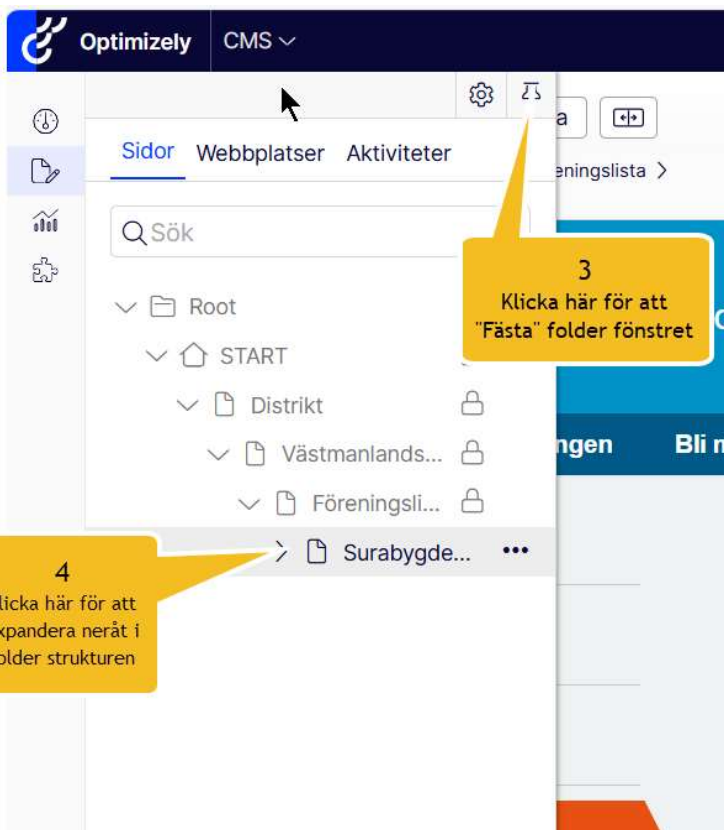 Optimizely CMS
a
Sidor Webbplatser Aktiviteter
eningslista >
Sök
3
Klicka här för att
"Fästa" folder fönstret
Root
START
Distrikt
Västmanlands...
ngen Bli
Föreningsli...
Surabygde... •••
4
licka här för att
xpandera neråt i
older strukturen